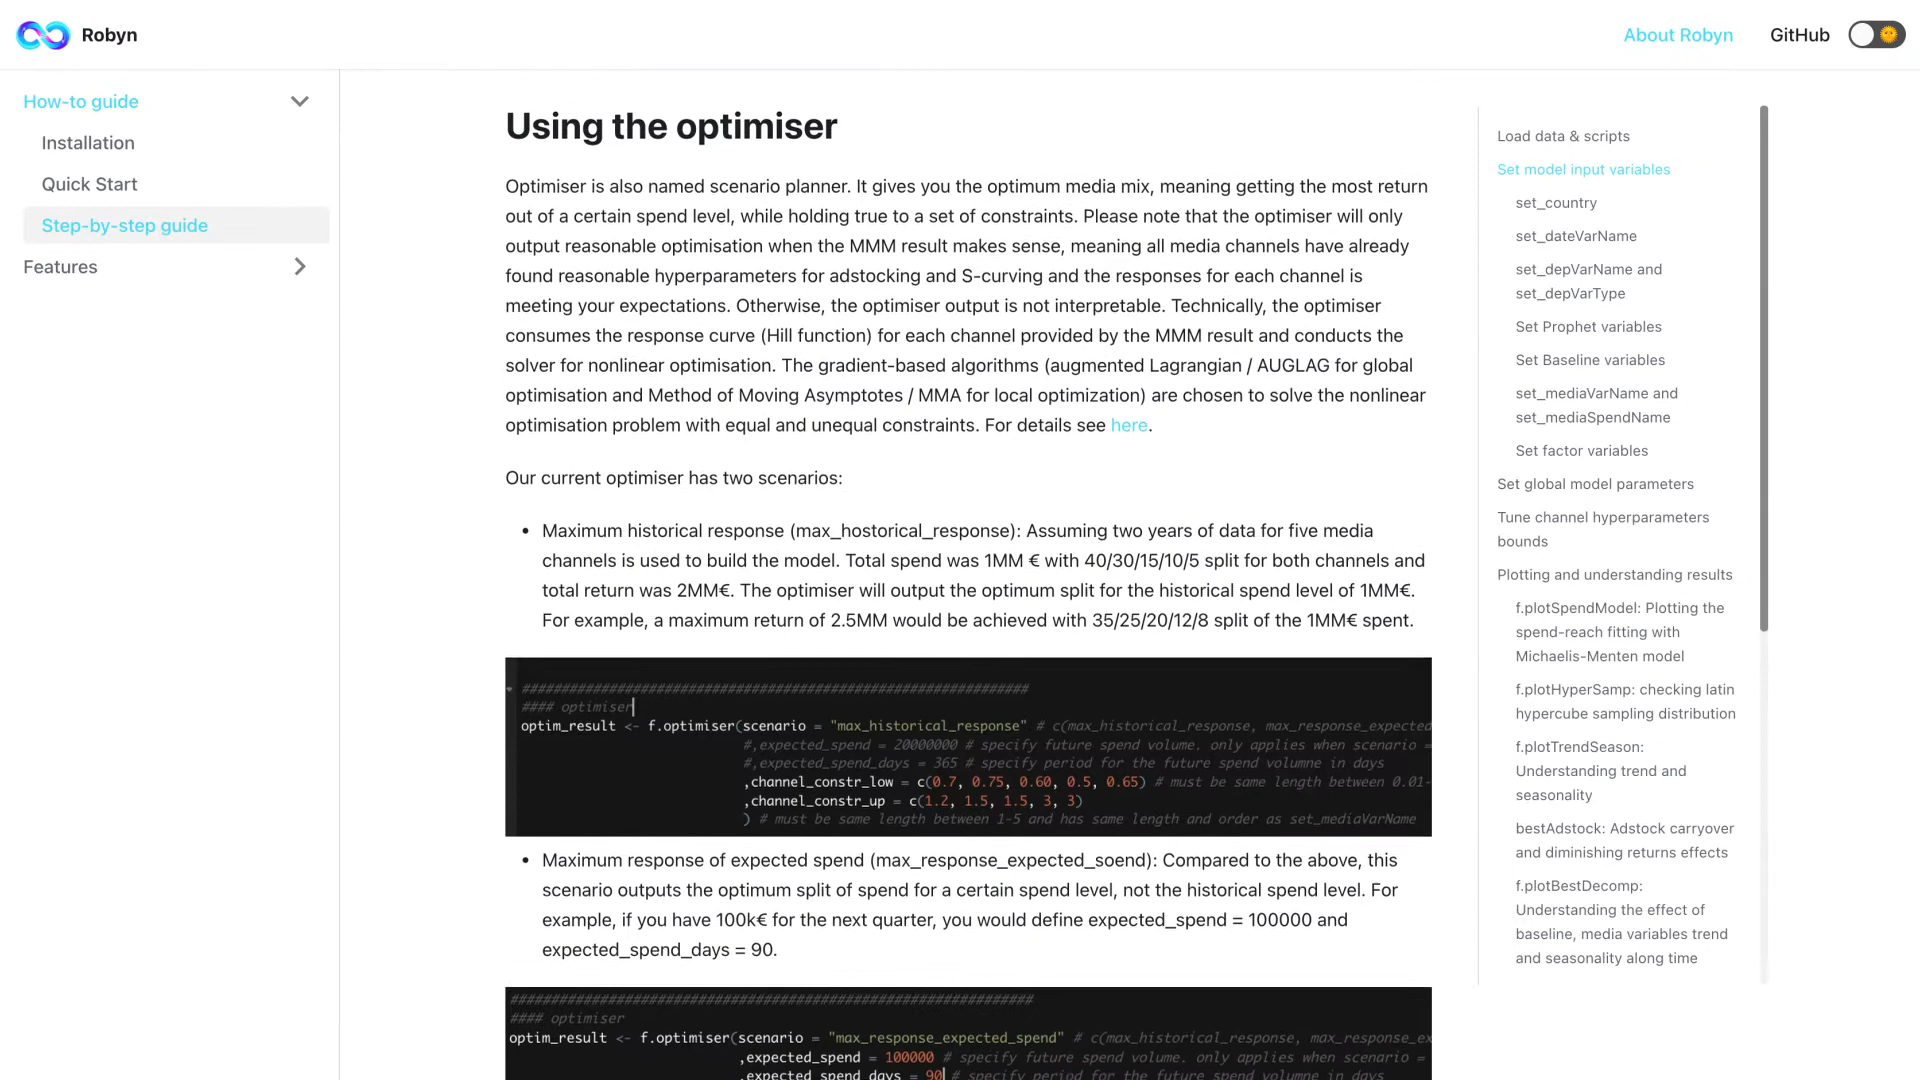 Robyn
About Robyn
GitHub
How-to guide
Installation
Quick Start
Step-by-step guide
Features
Using the optimiser
Optimiser is also named scenario planner. It gives you the optimum media mix, meaning getting the most return
out of a certain spend level, while holding true to a set of constraints. Please note that the optimiser will only
output reasonable optimisation when the MMM result makes sense, meaning all media channels have already
found reasonable hyperparameters for adstocking and S-curving and the responses for each channel is
meeting your expectations. Otherwise, the optimiser output is not interpretable. Technically, the optimiser
consumes the response curve (Hill function) for each channel provided by the MMM result and conducts the
solver for nonlinear optimisation. The gradient-based algorithms (augmented Lagrangian / AUGLAG for global
optimisation and Method of Moving Asymptotes / MMA for local optimization) are chosen to solve the nonlinear
optimisation problem with equal and unequal constraints. For details see here.
Our current optimiser has two scenarios:
• Maximum historical response (max_hostorical_response): Assuming two years of data for five media
channels is used to build the model. Total spend was 1MM € with 40/30/15/10/5 split for both channels and
total return was 2MM€. The optimiser will output the optimum split for the historical spend level of 1MM€.
For example, a maximum return of 2.5MM would be achieved with 35/25/20/12/8 split of the 1MM€ spent.
################################################################
#### optimiser
optim_result <- f.optimiser(scenario = "max_historical_response" # c(max_historical_response, max_response_expected
#,expected_spend = 20000000 # specify future spend volume. only applies when scenario =
#,expected_spend_days = 365 # specify period for the future spend volumne in days
,channel_constr_low = c(0.7, 0.75, 0.60, 0.5, 0.65) # must be same length between 0.01-
,channel_constr_up = c(1.2, 1.5, 1.5, 3, 3)
) # must be same length between 1-5 and has same length and order as set_mediaVarName
• Maximum response of expected spend (max_response_expected_soend): Compared to the above, this
scenario outputs the optimum split of spend for a certain spend level, not the historical spend level. For
example, if you have 100k€ for the next quarter, you would define expected_spend = 100000 and
expected_spend_days = 90.
################################################################
#### optimiser
optim_result <- f.optimiser(scenario = "max_response_expected_spend" # c(max_historical_response, max_response_ex
,expected_spend = 100000 # specify future spend volume. only applies when scenario =
,expected_spend_days = 90 # specify period for the future spend volumne in days
Load data & scripts
Set model input variables
set_country
set_dateVarName
set_depVarName and
set_depVarType
Set Prophet variables
Set Baseline variables
set_mediaVarName and
set_mediaSpendName
Set factor variables
Set global model parameters
Tune channel hyperparameters
bounds
Plotting and understanding results
f.plotSpendModel: Plotting the
spend-reach fitting with
Michaelis-Menten model
f.plotHyperSamp: checking latin
hypercube sampling distribution
f.plotTrendSeason:
Understanding trend and
seasonality
bestAdstock: Adstock carryover
and diminishing returns effects
f.plotBestDecomp:
Understanding the effect of
baseline, media variables trend
and seasonality along time